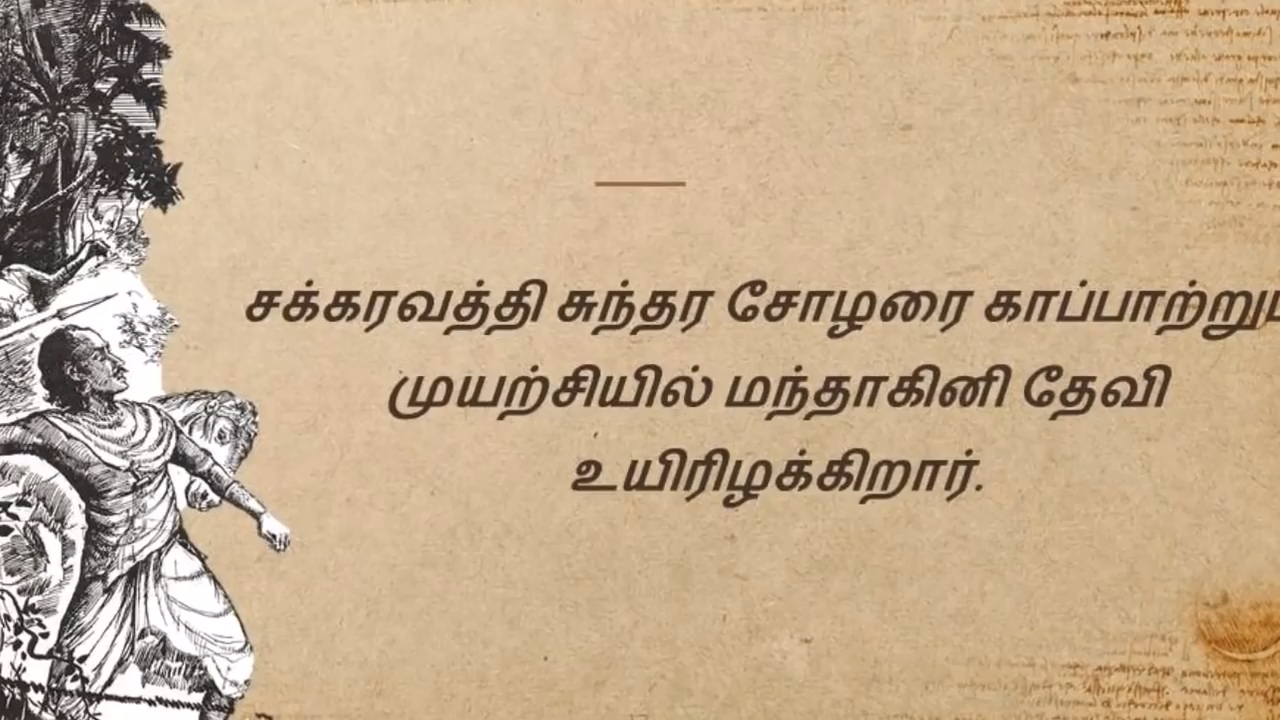 சக்கரவத்தி சுந்தர சோழரை காப்பாற்றும்
முயற்சியில் மந்தாகினி தேவி
உயிரிழக்கிறார்.